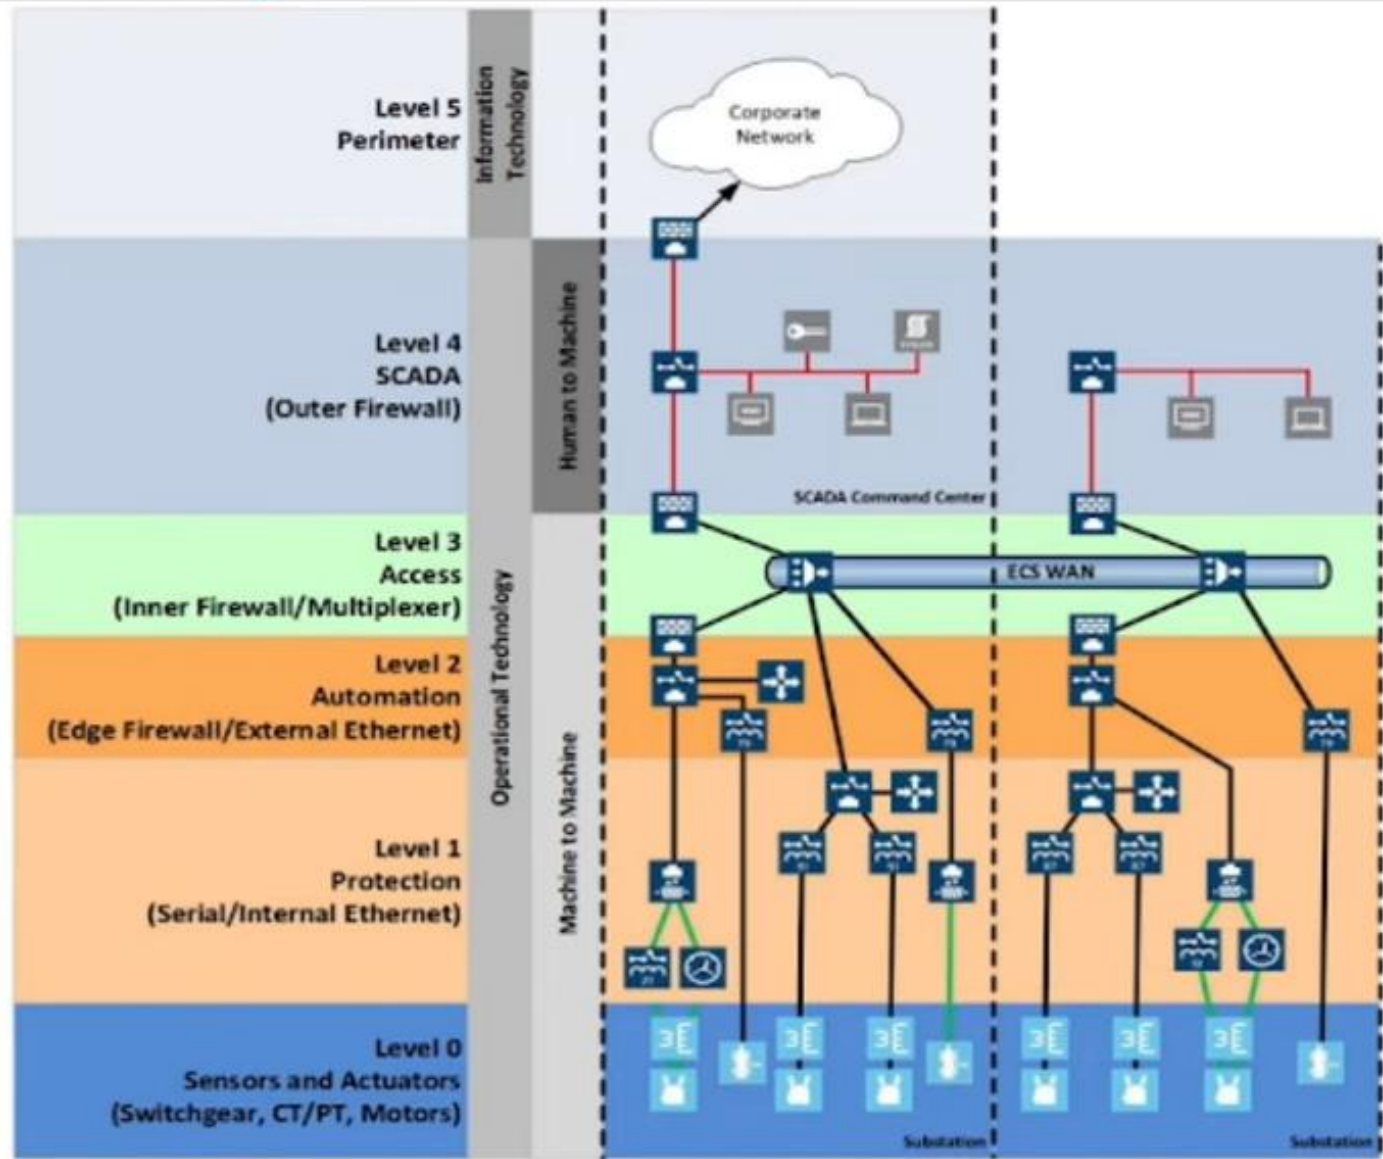 Level 5
Perimeter
Information
Technology
Corporate
Network
Level 4
SCADA
(Outer Firewall)
Human to Machine
SCADA Command Center
Level 3
Access
(Inner Firewall/Multiplexer)
ECS WAN
Operational Technology
Level 2
Automation
(Edge Firewall/External Ethernet)
Machine to Machine
Level 1
Protection
(Serial/Internal Ethernet)
Level 0
Sensors and Actuators
(Switchgear, CT/PT, Motors)
Substation
Substation